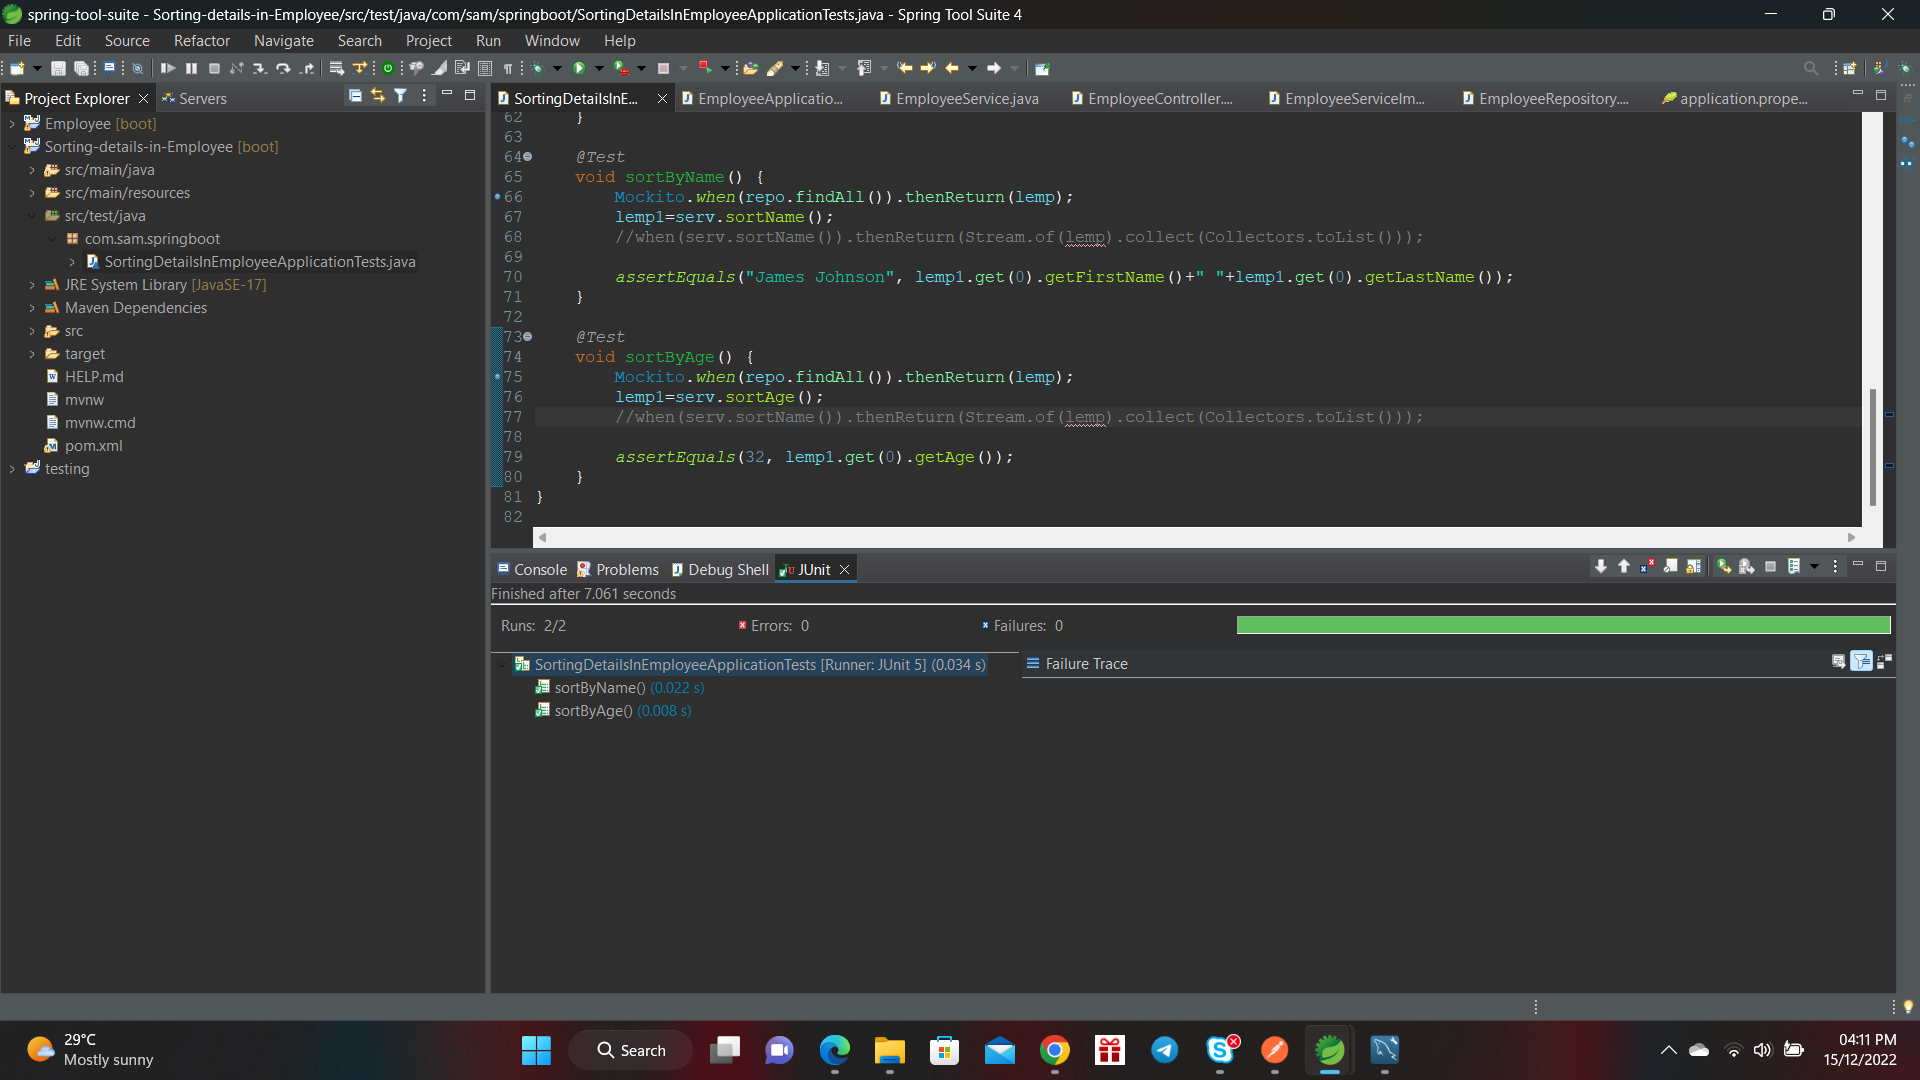 spring-tool-suite - Sorting-details-in-Employee/src/test/java/com/sam/springboot/SortingDetailsInEmployeeApplicationTests.java - Spring Tool Suite 4
File Edit Source Refactor Navigate Search Project Run Window Help
Project Explorer
Servers
Employee [boot]
Sorting-details-in-Employee [boot]
src/main/java
src/main/resources
src/test/java
com.sam.springboot
SortingDetailsInEmployeeApplicationTests.java
JRE System Library [JavaSE-17]
Maven Dependencies
src
target
HELP.md
mvnw
mvnw.cmd
pom.xml
testing
SortingDetailsInE... EmployeeApplicatio... EmployeeService.java EmployeeController.... EmployeeServiceIm... EmployeeRepository.... application.prope...
62 }
63
64 @Test
65 void sortByName() {
66 Mockito.when(repo.findAll()).thenReturn(lemp);
67 lemp1=serv.sortName();
68 //when(serv.sortName()).thenReturn(Stream.of(lemp).collect(Collectors.toList()));
69
70 assertEquals("James Johnson", lemp1.get(0).getFirstName()+" "+lemp1.get(0).getLastName());
71 }
72
73 @Test
74 void sortByAge() {
75 Mockito.when(repo.findAll()).thenReturn(lemp);
76 lemp1=serv.sortAge();
77 //when(serv.sortName()).thenReturn(Stream.of(lemp).collect(Collectors.toList()));
78
79 assertEquals(32, lemp1.get(0).getAge());
80 }
81 }
82
Console Problems Debug Shell JUnit
Finished after 7.061 seconds
Runs: 2/2 Errors: 0 Failures: 0
SortingDetailsInEmployeeApplicationTests [Runner: JUnit 5] (0.034 s)
sortByName() (0.022 s)
sortByAge() (0.008 s)
Failure Trace
29°C
Mostly sunny
Search
04:11 PM
15/12/2022